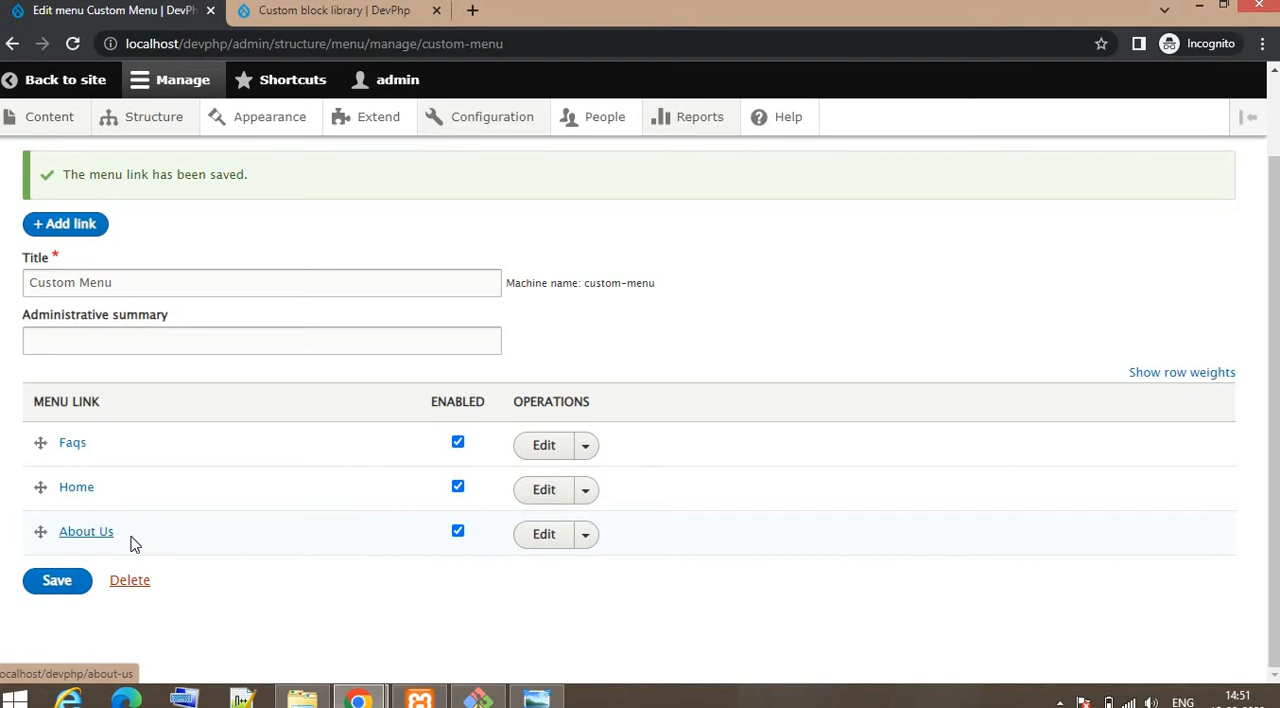 Edit menu Custom Menu | DevPh
Custom block library | DevPhp
localhost/devphp/admin/structure/menu/manage/custom-menu
Incognito
Back to site
Manage
Shortcuts
admin
Content
Structure
Appearance
Extend
Configuration
People
Reports
Help
The menu link has been saved.
+ Add link
Title *
Custom Menu
Machine name: custom-menu
Administrative summary
Show row weights
MENU LINK
ENABLED
OPERATIONS
Faqs
Edit
Home
Edit
About Us
Edit
Save
Delete
ocalhost/devphp/about-us
ENG
14:51